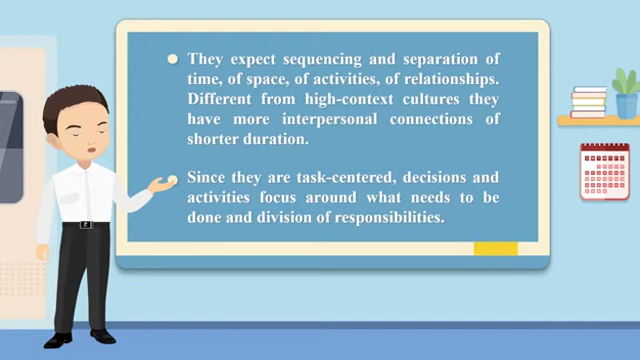 They expect sequencing and separation of
time, of space, of activities, of relationships.
Different from high-context cultures they
have more interpersonal connections of
shorter duration.
Since they are task-centered, decisions and
activities focus around what needs to be
done and division of responsibilities.